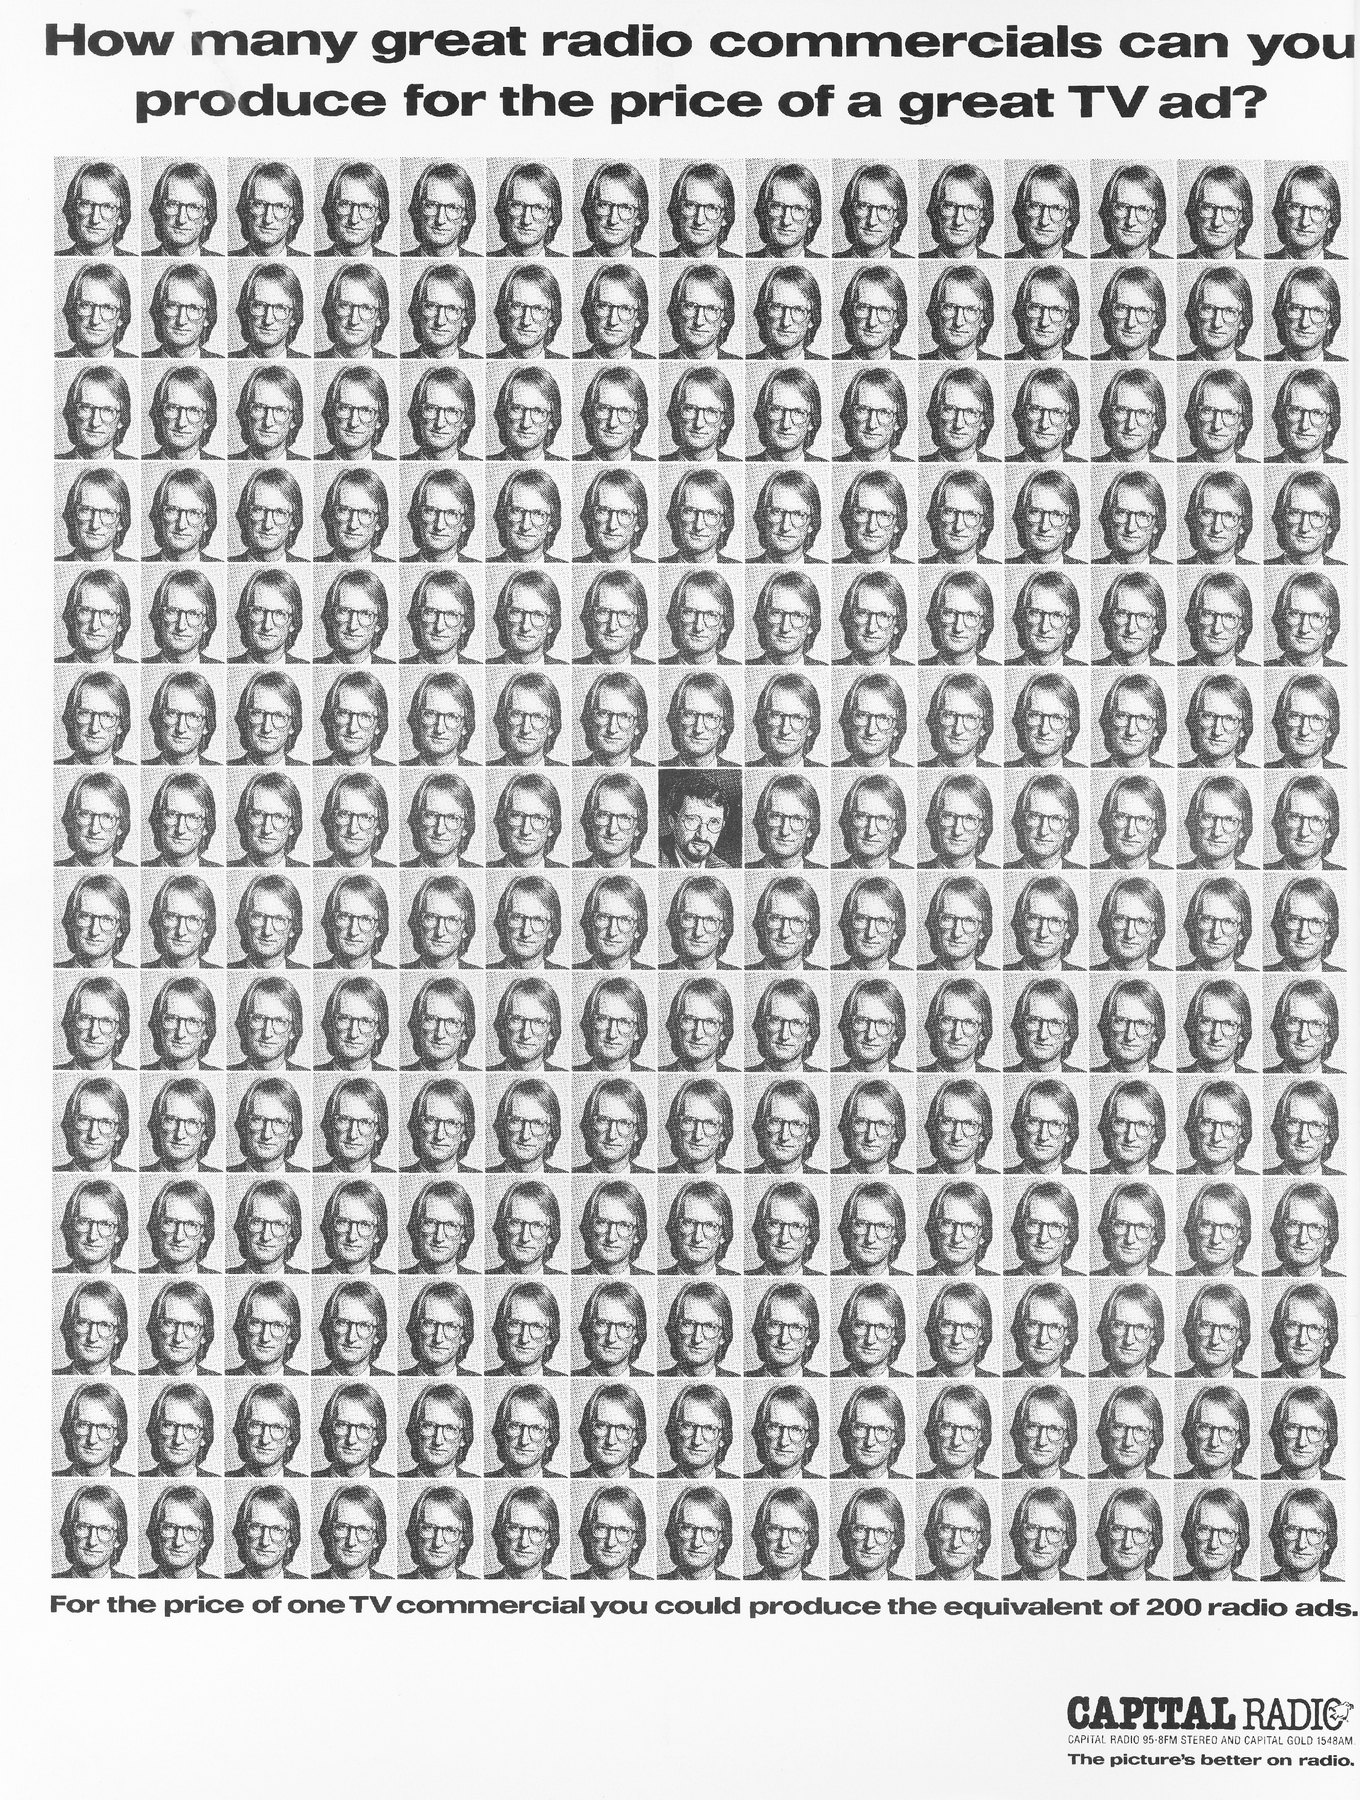 How many great radio commercials can you
produce for the price of a great TV ad?
For the price of one TV commercial you could produce the equivalent of 200 radio ads.
CAPITAL RADIO
CAPITAL RADIO 95·8FM STEREO AND CAPITAL GOLD 1548AM.
The picture's better on radio.